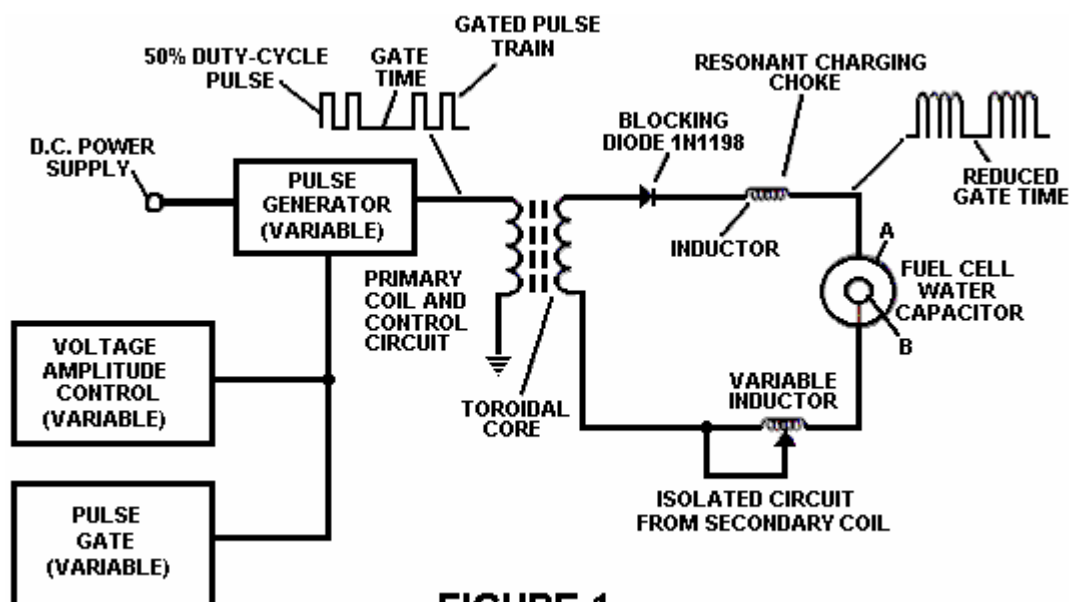 50% DUTY-CYCLE
PULSE
GATE
TIME
GATED PULSE
TRAIN
RESONANT CHARGING
CHOKE
BLOCKING
DIODE 1N1198
D.C. POWER
SUPPLY
PULSE
GENERATOR
(VARIABLE)
REDUCED
GATE TIME
INDUCTOR
A
FUEL CELL
WATER
CAPACITOR
B
PRIMARY
COIL AND
CONTROL
CIRCUIT
VOLTAGE
AMPLITUDE
CONTROL
(VARIABLE)
TOROIDAL
CORE
VARIABLE
INDUCTOR
ISOLATED CIRCUIT
FROM SECONDARY COIL
PULSE
GATE
(VARIABLE)
FIGURE 1